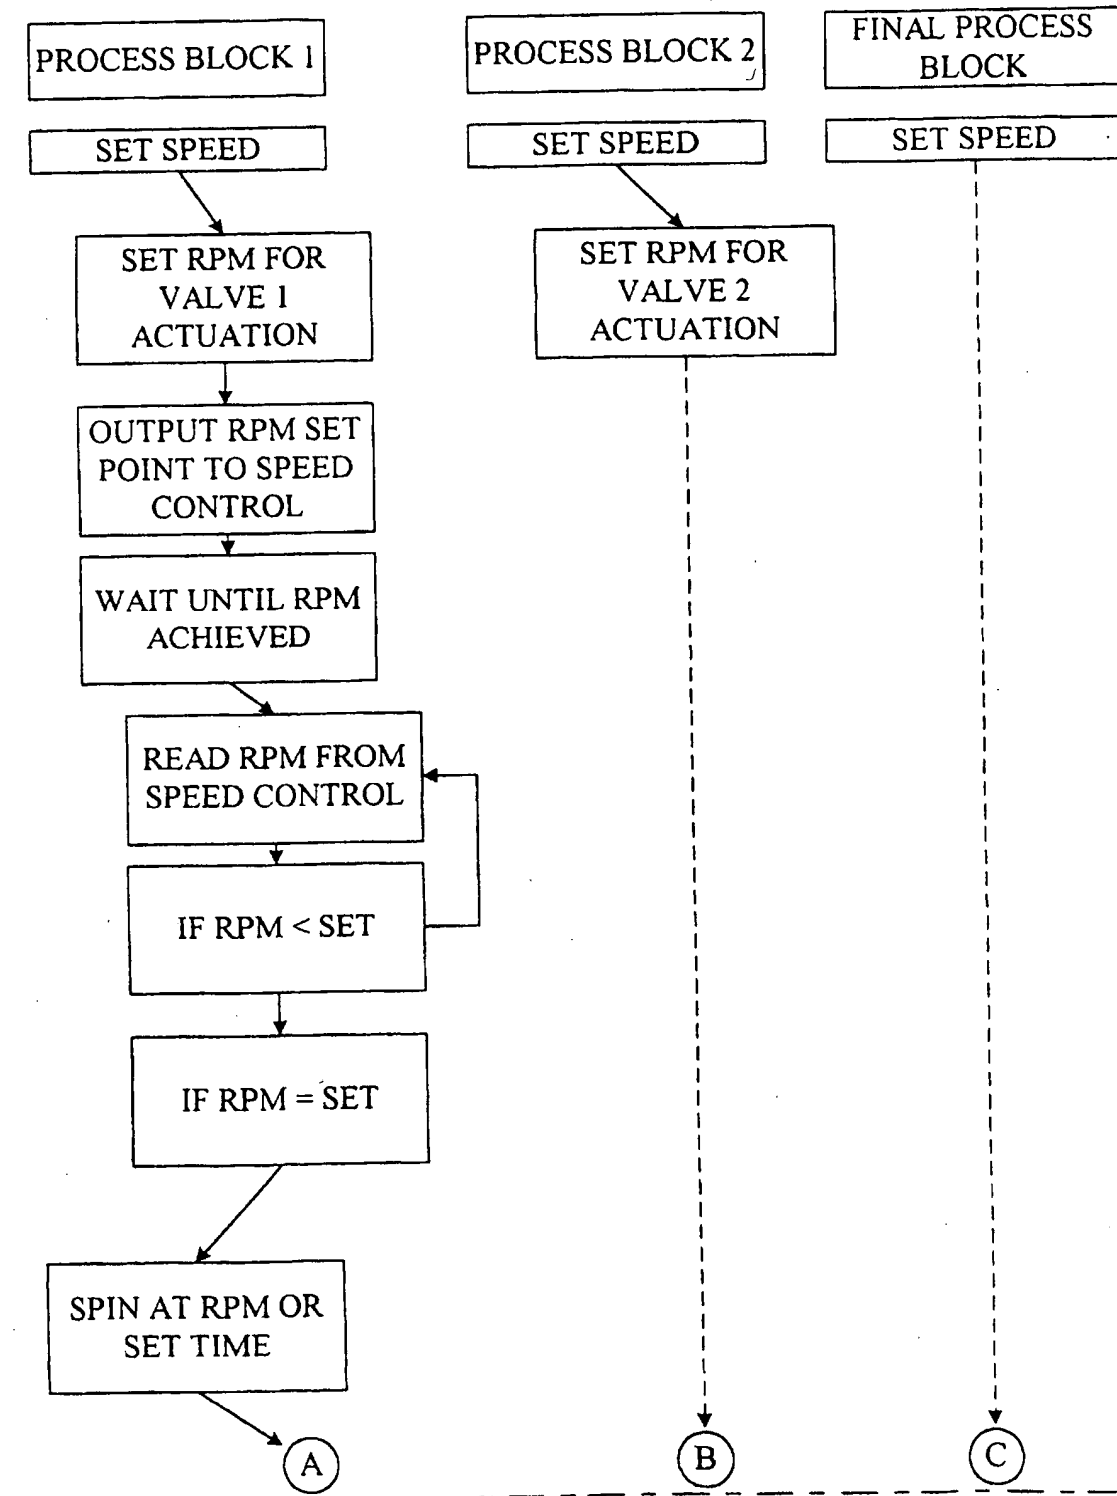 PROCESS BLOCK 1
SET SPEED
SET RPM FOR
VALVE 1
ACTUATION
OUTPUT RPM SET
POINT TO SPEED
CONTROL
WAIT UNTIL RPM
ACHIEVED
READ RPM FROM
SPEED CONTROL
IF RPM < SET
IF RPM = SET
SPIN AT RPM OR
SET TIME
A
PROCESS BLOCK 2
SET SPEED
SET RPM FOR
VALVE 2
ACTUATION
B
FINAL PROCESS
BLOCK
SET SPEED
C